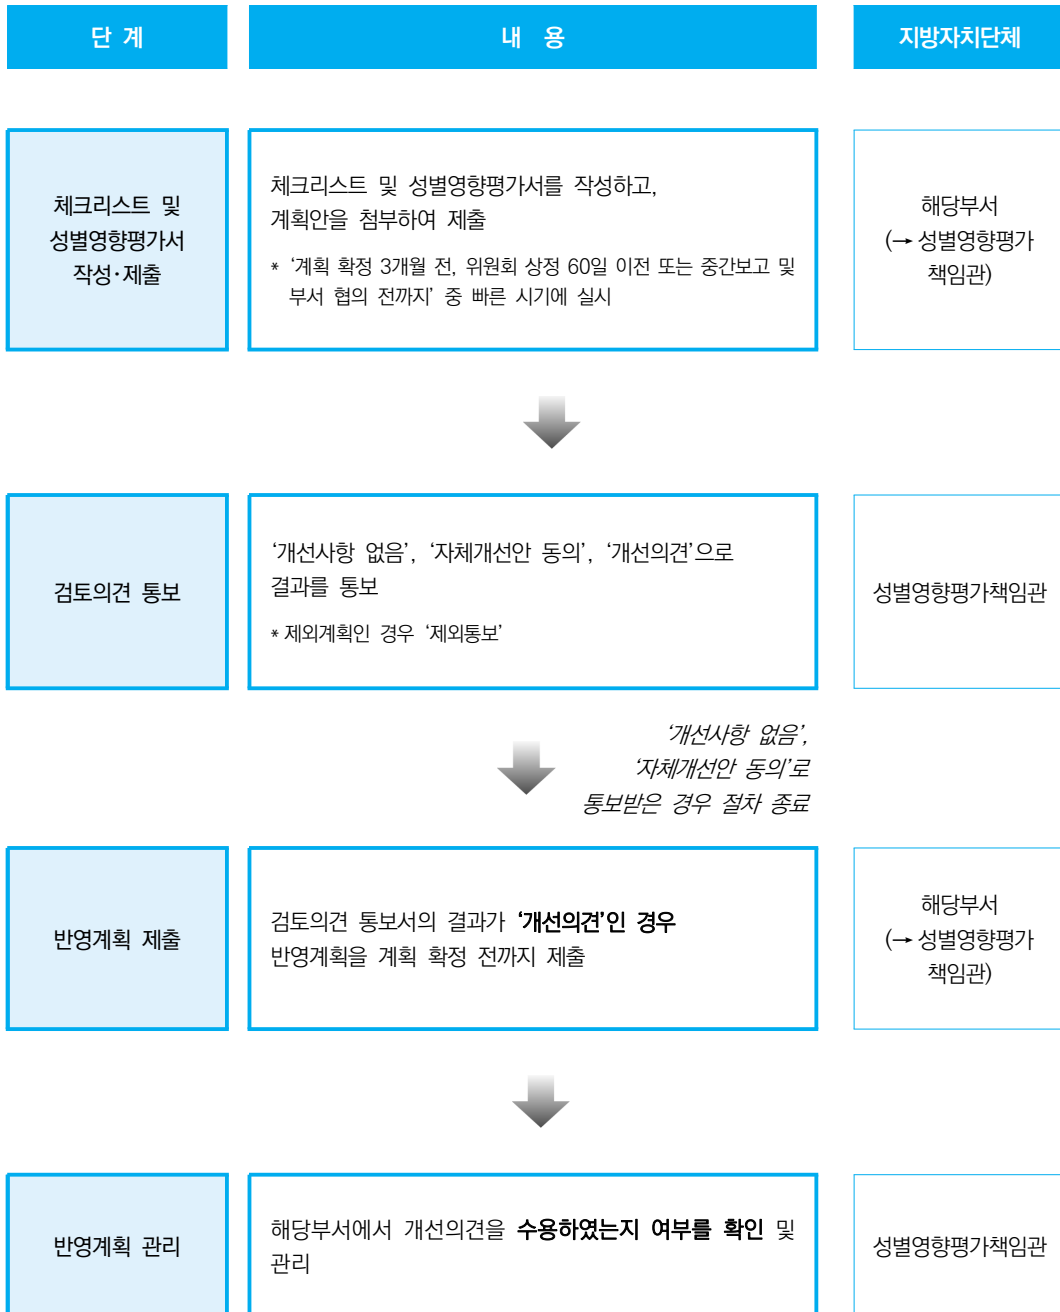 단 계
내 용
지방자치단체
체크리스트 및
성별영향평가서
작성·제출
체크리스트 및 성별영향평가서를 작성하고,
계획안을 첨부하여 제출
* ‘계획 확정 3개월 전, 위원회 상정 60일 이전 또는 중간보고 및
부서 협의 전까지’ 중 빠른 시기에 실시
해당부서
(→ 성별영향평가
책임관)
검토의견 통보
‘개선사항 없음’, ‘자체개선안 동의’, ‘개선의견’으로
결과를 통보
* 제외계획인 경우 ‘제외통보’
성별영향평가책임관
‘개선사항 없음’,
‘자체개선안 동의’로
통보받은 경우 절차 종료
반영계획 제출
검토의견 통보서의 결과가 ‘개선의견’인 경우
반영계획을 계획 확정 전까지 제출
해당부서
(→ 성별영향평가
책임관)
반영계획 관리
해당부서에서 개선의견을 수용하였는지 여부를 확인 및
관리
성별영향평가책임관